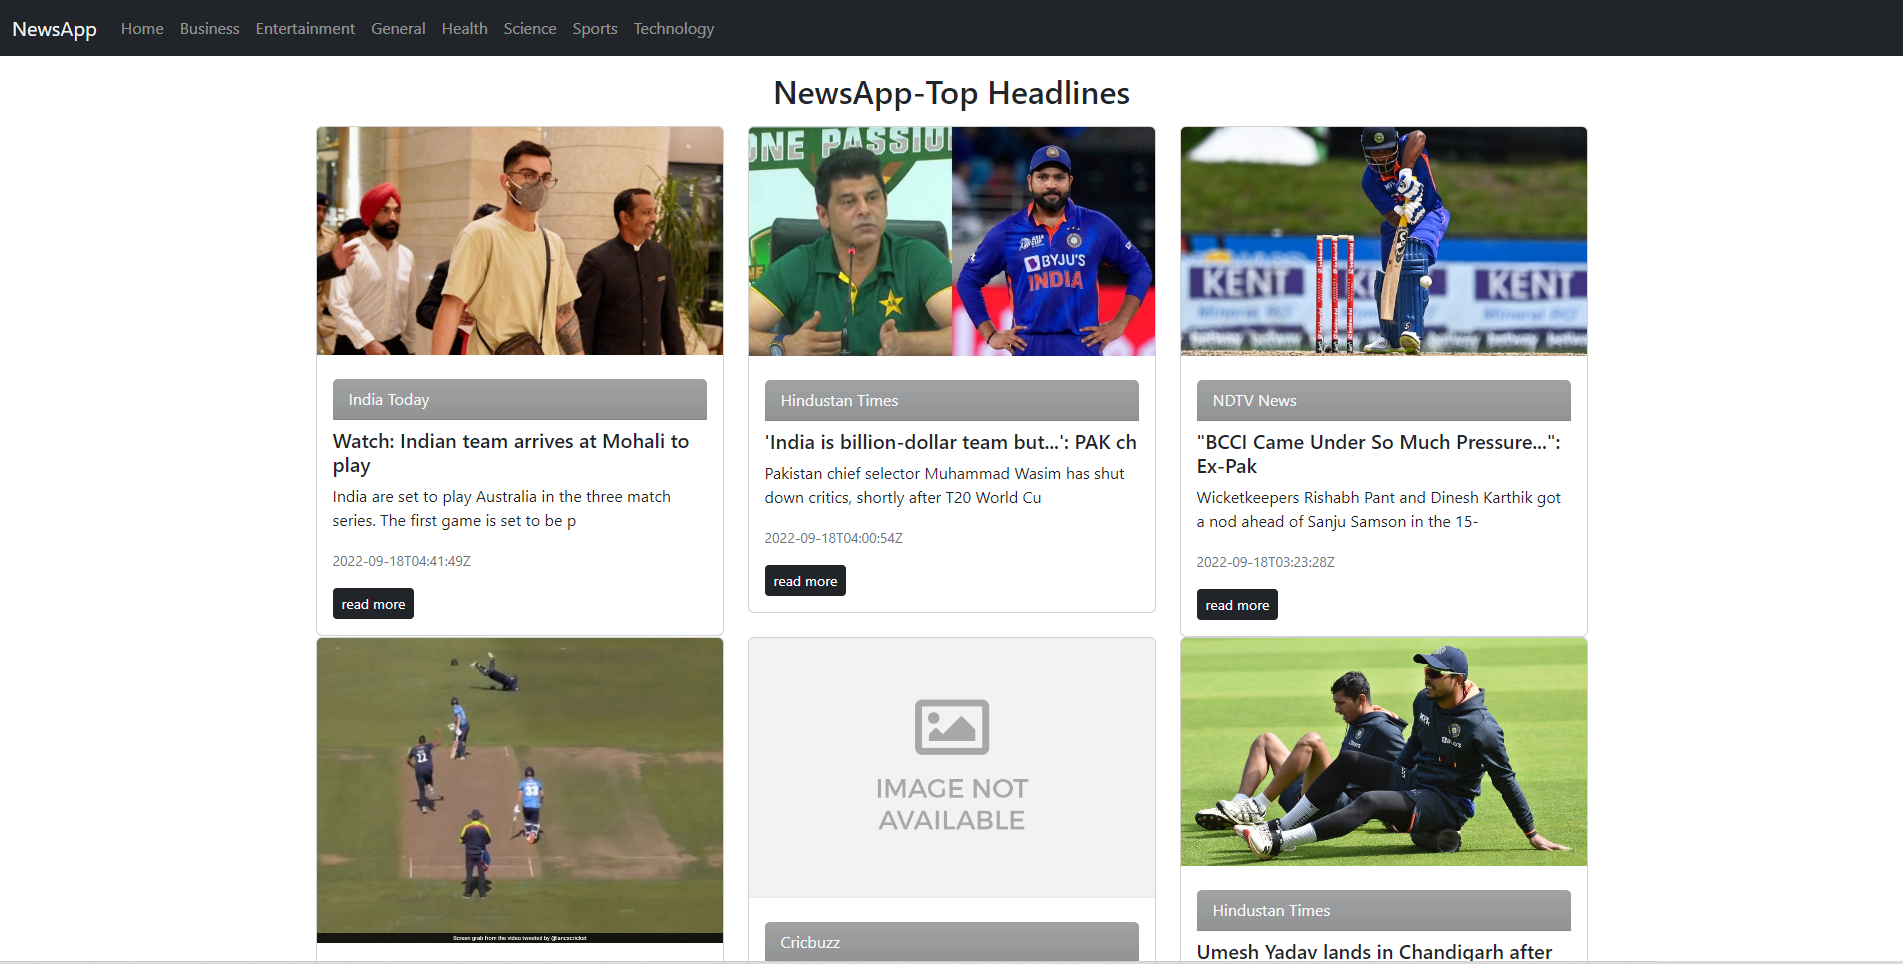 NewsApp Home Business Entertainment General Health Science Sports Technology
NewsApp-Top Headlines
ONE PASSION
ASIA CUP
BYJU'S
INDIA
KENT
KENT
India Today
Watch: Indian team arrives at Mohali to
play
India are set to play Australia in the three match
series. The first game is set to be p
2022-09-18T04:41:49Z
read more
Hindustan Times
'India is billion-dollar team but...': PAK ch
Pakistan chief selector Muhammad Wasim has shut
down critics, shortly after T20 World Cu
2022-09-18T04:00:54Z
read more
NDTV News
"BCCI Came Under So Much Pressure...":
Ex-Pak
Wicketkeepers Rishabh Pant and Dinesh Karthik got
a nod ahead of Sanju Samson in the 15-
2022-09-18T03:23:28Z
read more
22
33
Screen grab from the video tweeted by @lancscricket
IMAGE NOT
AVAILABLE
Cricbuzz
Hindustan Times
Umesh Yadav lands in Chandigarh after